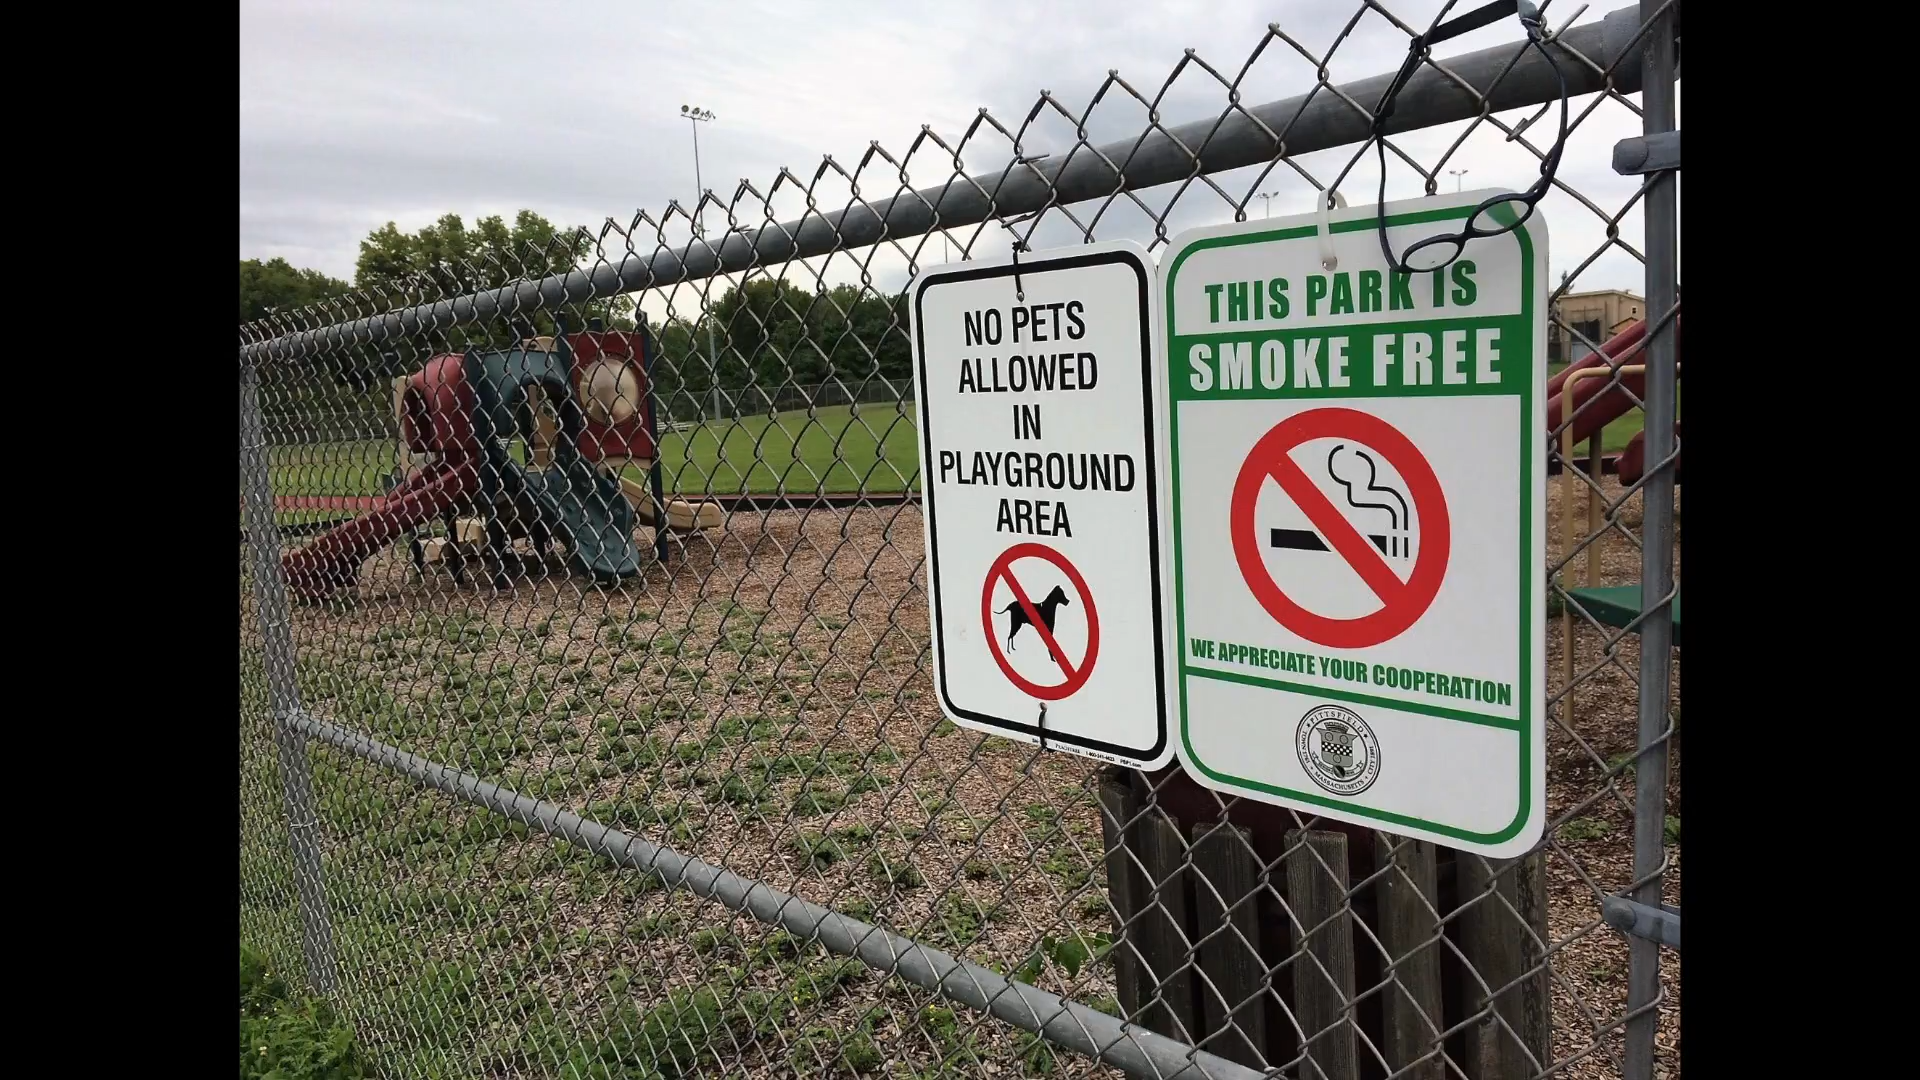 NO PETS
ALLOWED
IN
PLAYGROUND
AREA
THIS PARK IS
SMOKE FREE
WE APPRECIATE YOUR COOPERATION
PITTSFIELD
MASSACHUSETTS